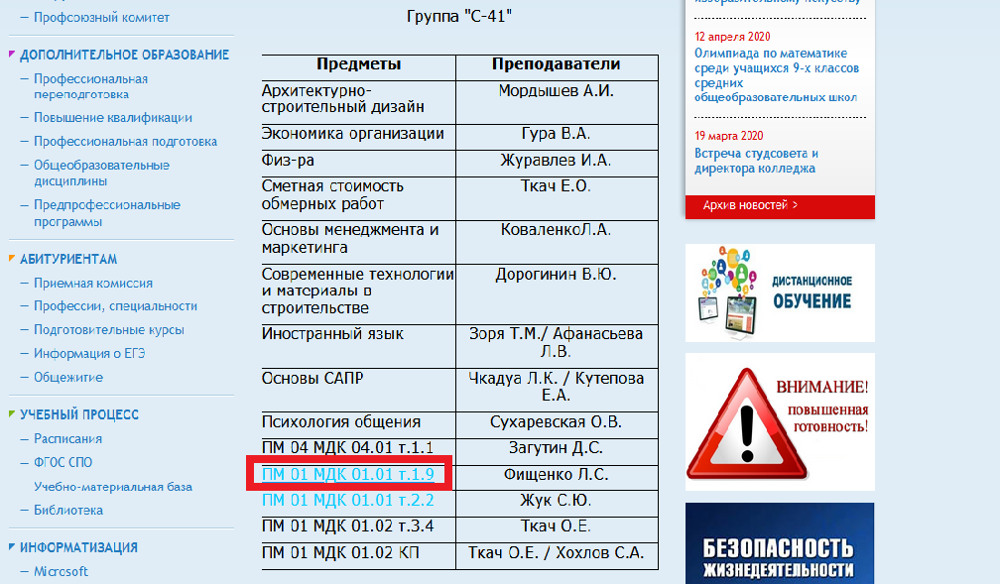 Профсоюзный комитет
ДОПОЛНИТЕЛЬНОЕ ОБРАЗОВАНИЕ
— Профессиональная
переподготовка
— Повышение квалификации
— Профессиональная подготовка
— Общеобразовательные
дисциплины
— Предпрофессиональные
программы
АБИТУРИЕНТАМ
— Приемная комиссия
— Профессии, специальности
— Подготовительные курсы
— Информация о ЕГЭ
— Общежитие
УЧЕБНЫЙ ПРОЦЕСС
— Расписания
— ФГОС СПО
Учебно-материальная база
— Библиотека
ИНФОРМАТИЗАЦИЯ
— Microsoft
Группа "С-41"
Предметы Преподаватели
Архитектурно- Мордышев А.И.
строительный дизайн
Экономика организации Гура В.А.
Физ-ра Журавлев И.А.
Сметная стоимость Ткач Е.О.
обмерных работ
Основы менеджмента и КоваленкоЛ.А.
маркетинга
Современные технологии Дорогинин В.Ю.
и материалы в
строительстве
Иностранный язык Зоря Т.М./ Афанасьева
Л.В.
Основы САПР Чкадуа Л.К. / Кутепова
Е.А.
Психология общения Сухаревская О.В.
ПМ 04 МДК 04.01 т.1.1 Загутин Д.С.
ПМ 01 МДК 01.01 т.1.9 Фищенко Л.С.
ПМ 01 МДК 01.01 т.2.2 Жук С.Ю.
ПМ 01 МДК 01.02 т.3.4 Ткач О.Е.
ПМ 01 МДК 01.02 КП Ткач О.Е. / Хохлов С.А.
12 апреля 2020
Олимпиада по математике
среди учащихся 9-х классов
средних
общеобразовательных школ
19 марта 2020
Встреча студсовета и
директора колледжа
Архив новостей >
ДИСТАНЦИОННОЕ
ОБУЧЕНИЕ
ВНИМАНИЕ!
повышенная
готовность!
БЕЗОПАСНОСТЬ
ЖИЗНЕДЕЯТЕЛЬНОСТИ